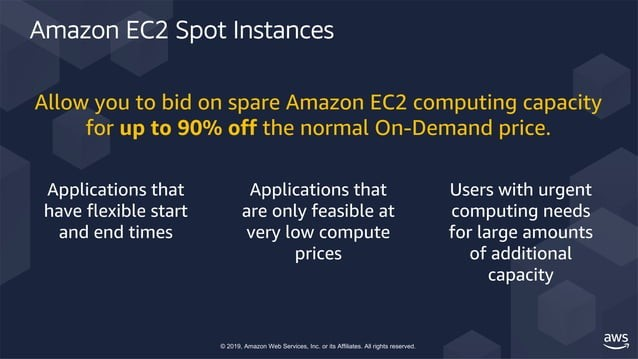 Amazon EC2 Spot Instances
Allow you to bid on spare Amazon EC2 computing capacity
for up to 90% off the normal On-Demand price.
Applications that
have flexible start
and end times
Applications that
are only feasible at
very low compute
prices
Users with urgent
computing needs
for large amounts
of additional
capacity
© 2019, Amazon Web Services, Inc. or its Affiliates. All rights reserved.
aws